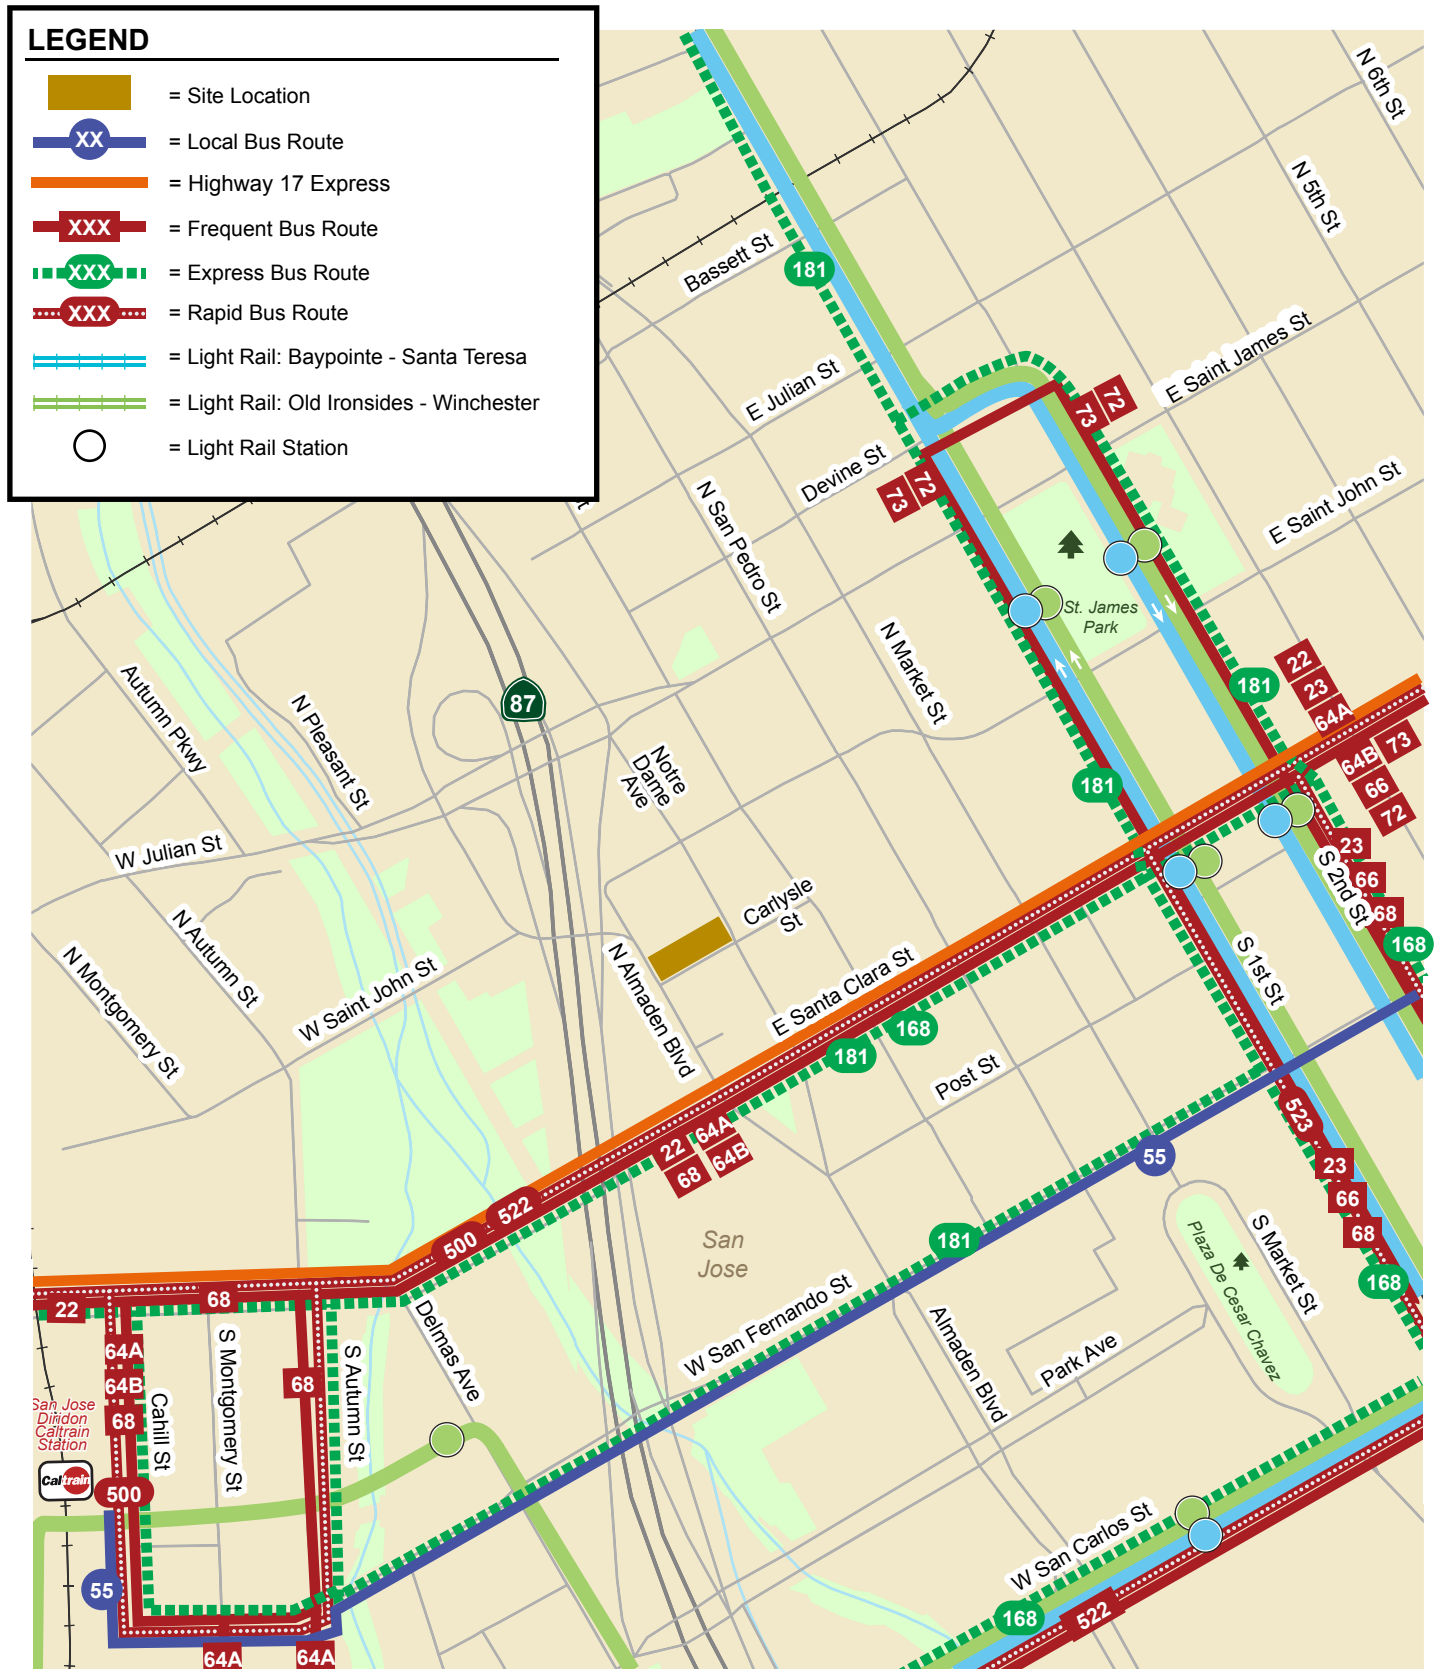 LEGEND
= Site Location
XX
= Local Bus Route
= Highway 17 Express
XXX
= Frequent Bus Route
XXX
= Express Bus Route
XXX
= Rapid Bus Route
= Light Rail: Baypointe - Santa Teresa
= Light Rail: Old Ironsides - Winchester
= Light Rail Station
N 6th St
N 5th St
Bassett St
181
E Saint James St
E Julian St
73
72
Devine St
73
72
E Saint John St
N San Pedro St
St. James
Park
N Market St
Autumn Pkwy
N Pleasant St
87
Notre
Dame
Ave
181
22
23
64A
64B
73
66
72
181
W Julian St
23
66
68
168
S 2nd St
Carlysle
St
N Autumn St
N Montgomery St
W Saint John St
N Almaden Blvd
E Santa Clara St
S 1st St
181
168
Post St
523
22
64A
68
64B
55
23
66
68
168
522
500
San
Jose
181
Plaza De Cesar Chavez
S Market St
22
68
64A
64B
68
500
S Montgomery St
Cahill St
68
S Autumn St
Delmas Ave
W San Fernando St
Almaden Blvd
Park Ave
San Jose
Diridon
Caltrain
Station
Caltrain
55
64A
64A
W San Carlos St
168
522